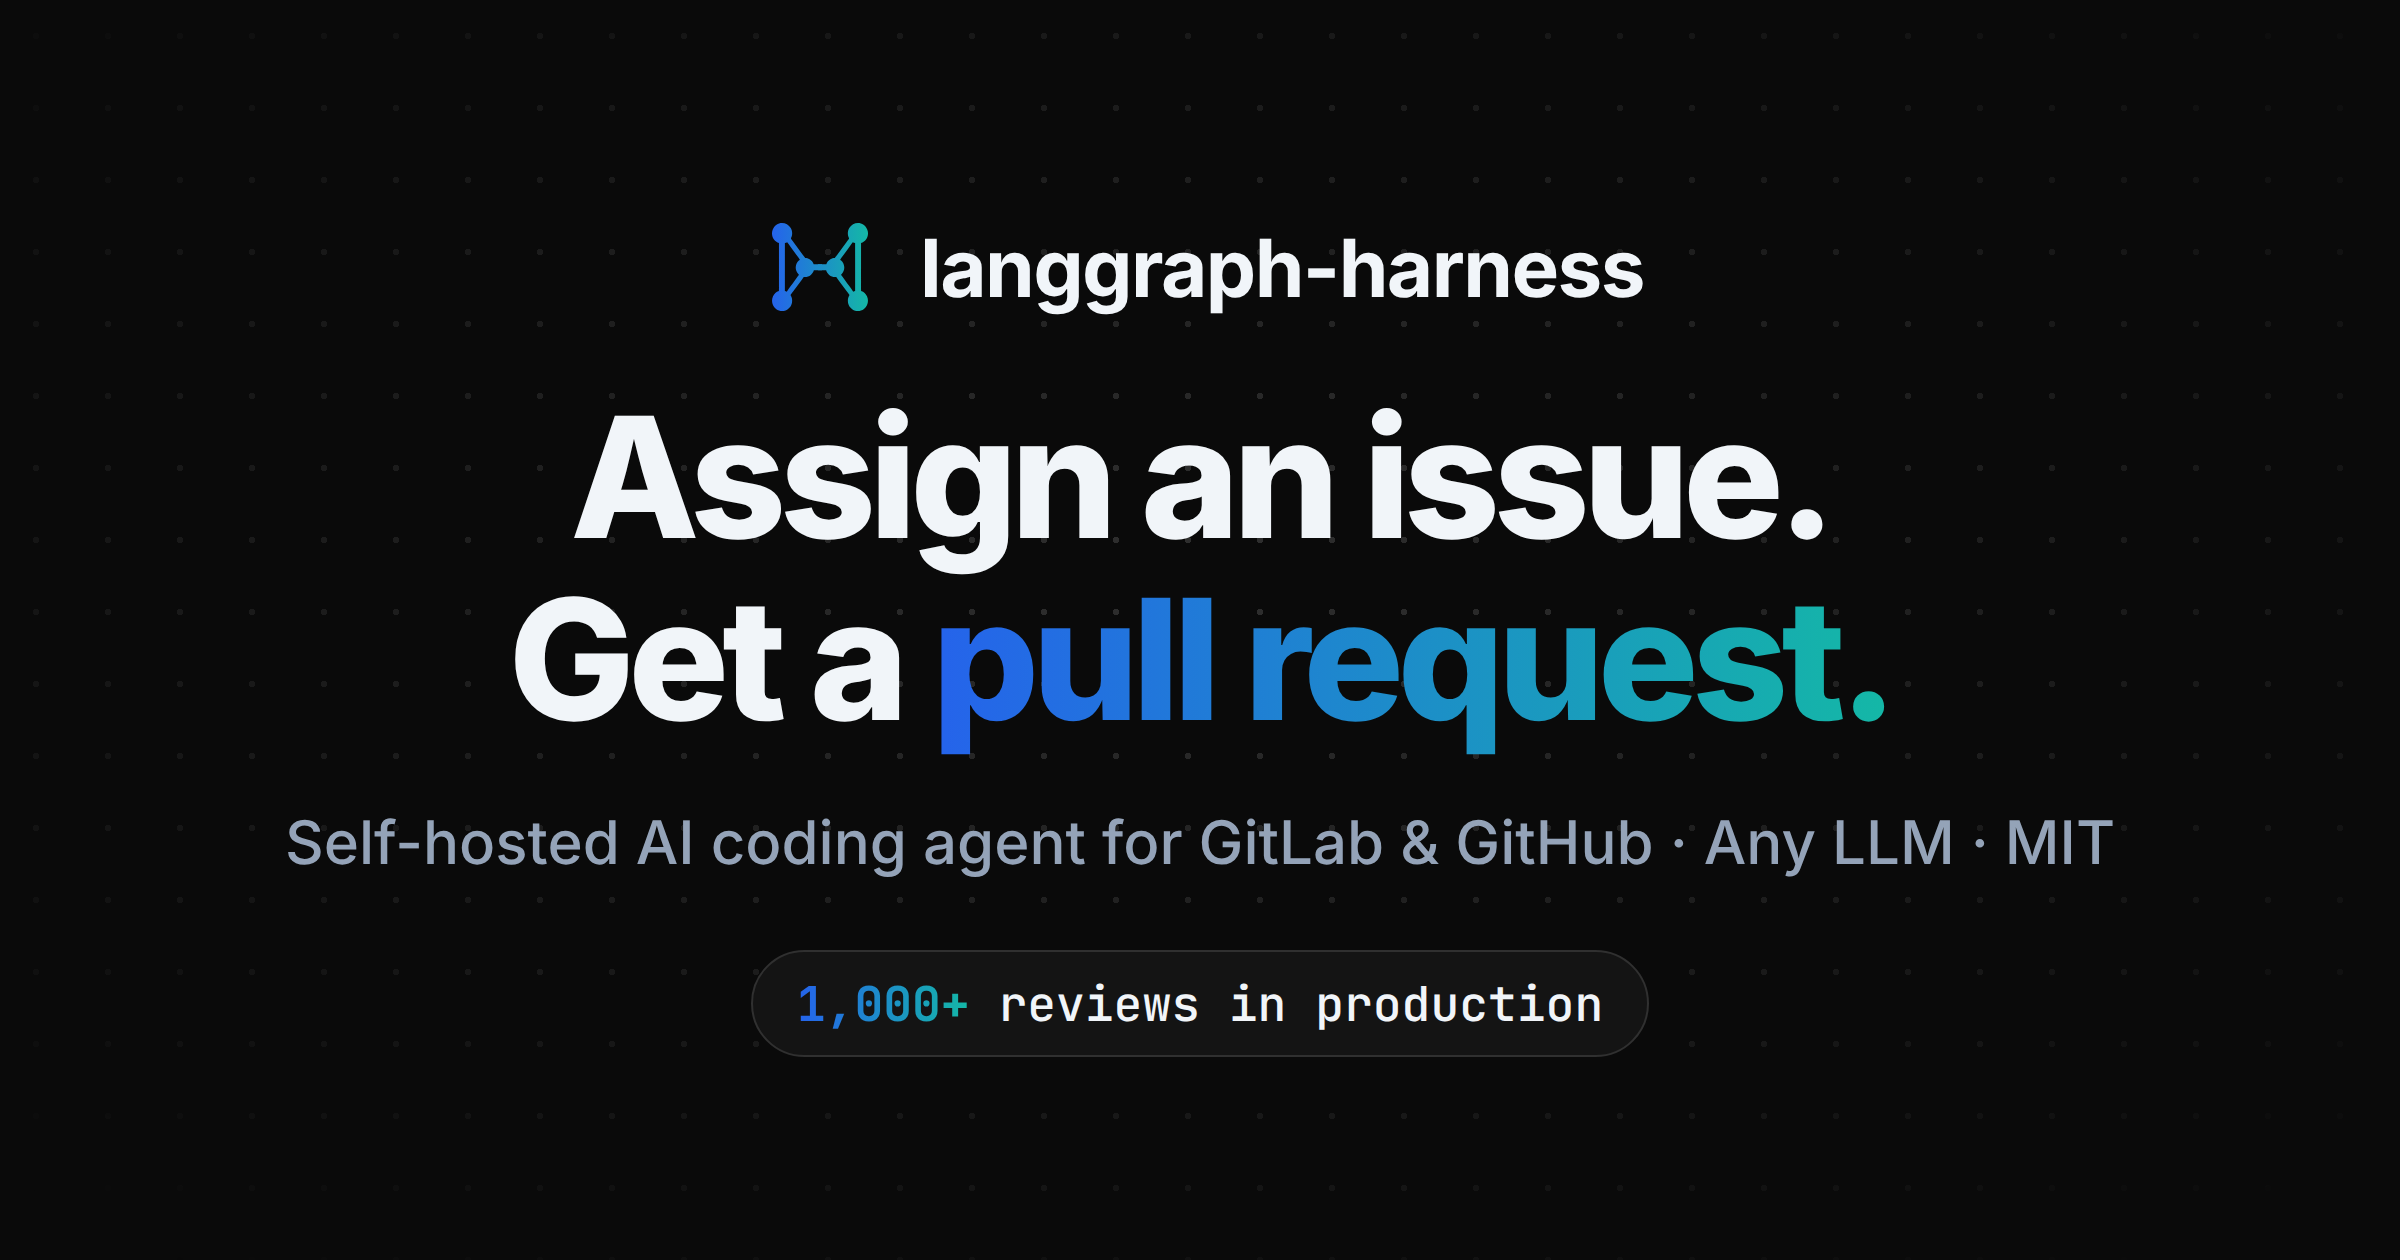 langgraph-harness
Assign an issue.
Get a pull request.
Self-hosted AI coding agent for GitLab & GitHub · Any LLM · MIT
1,000+ reviews in production